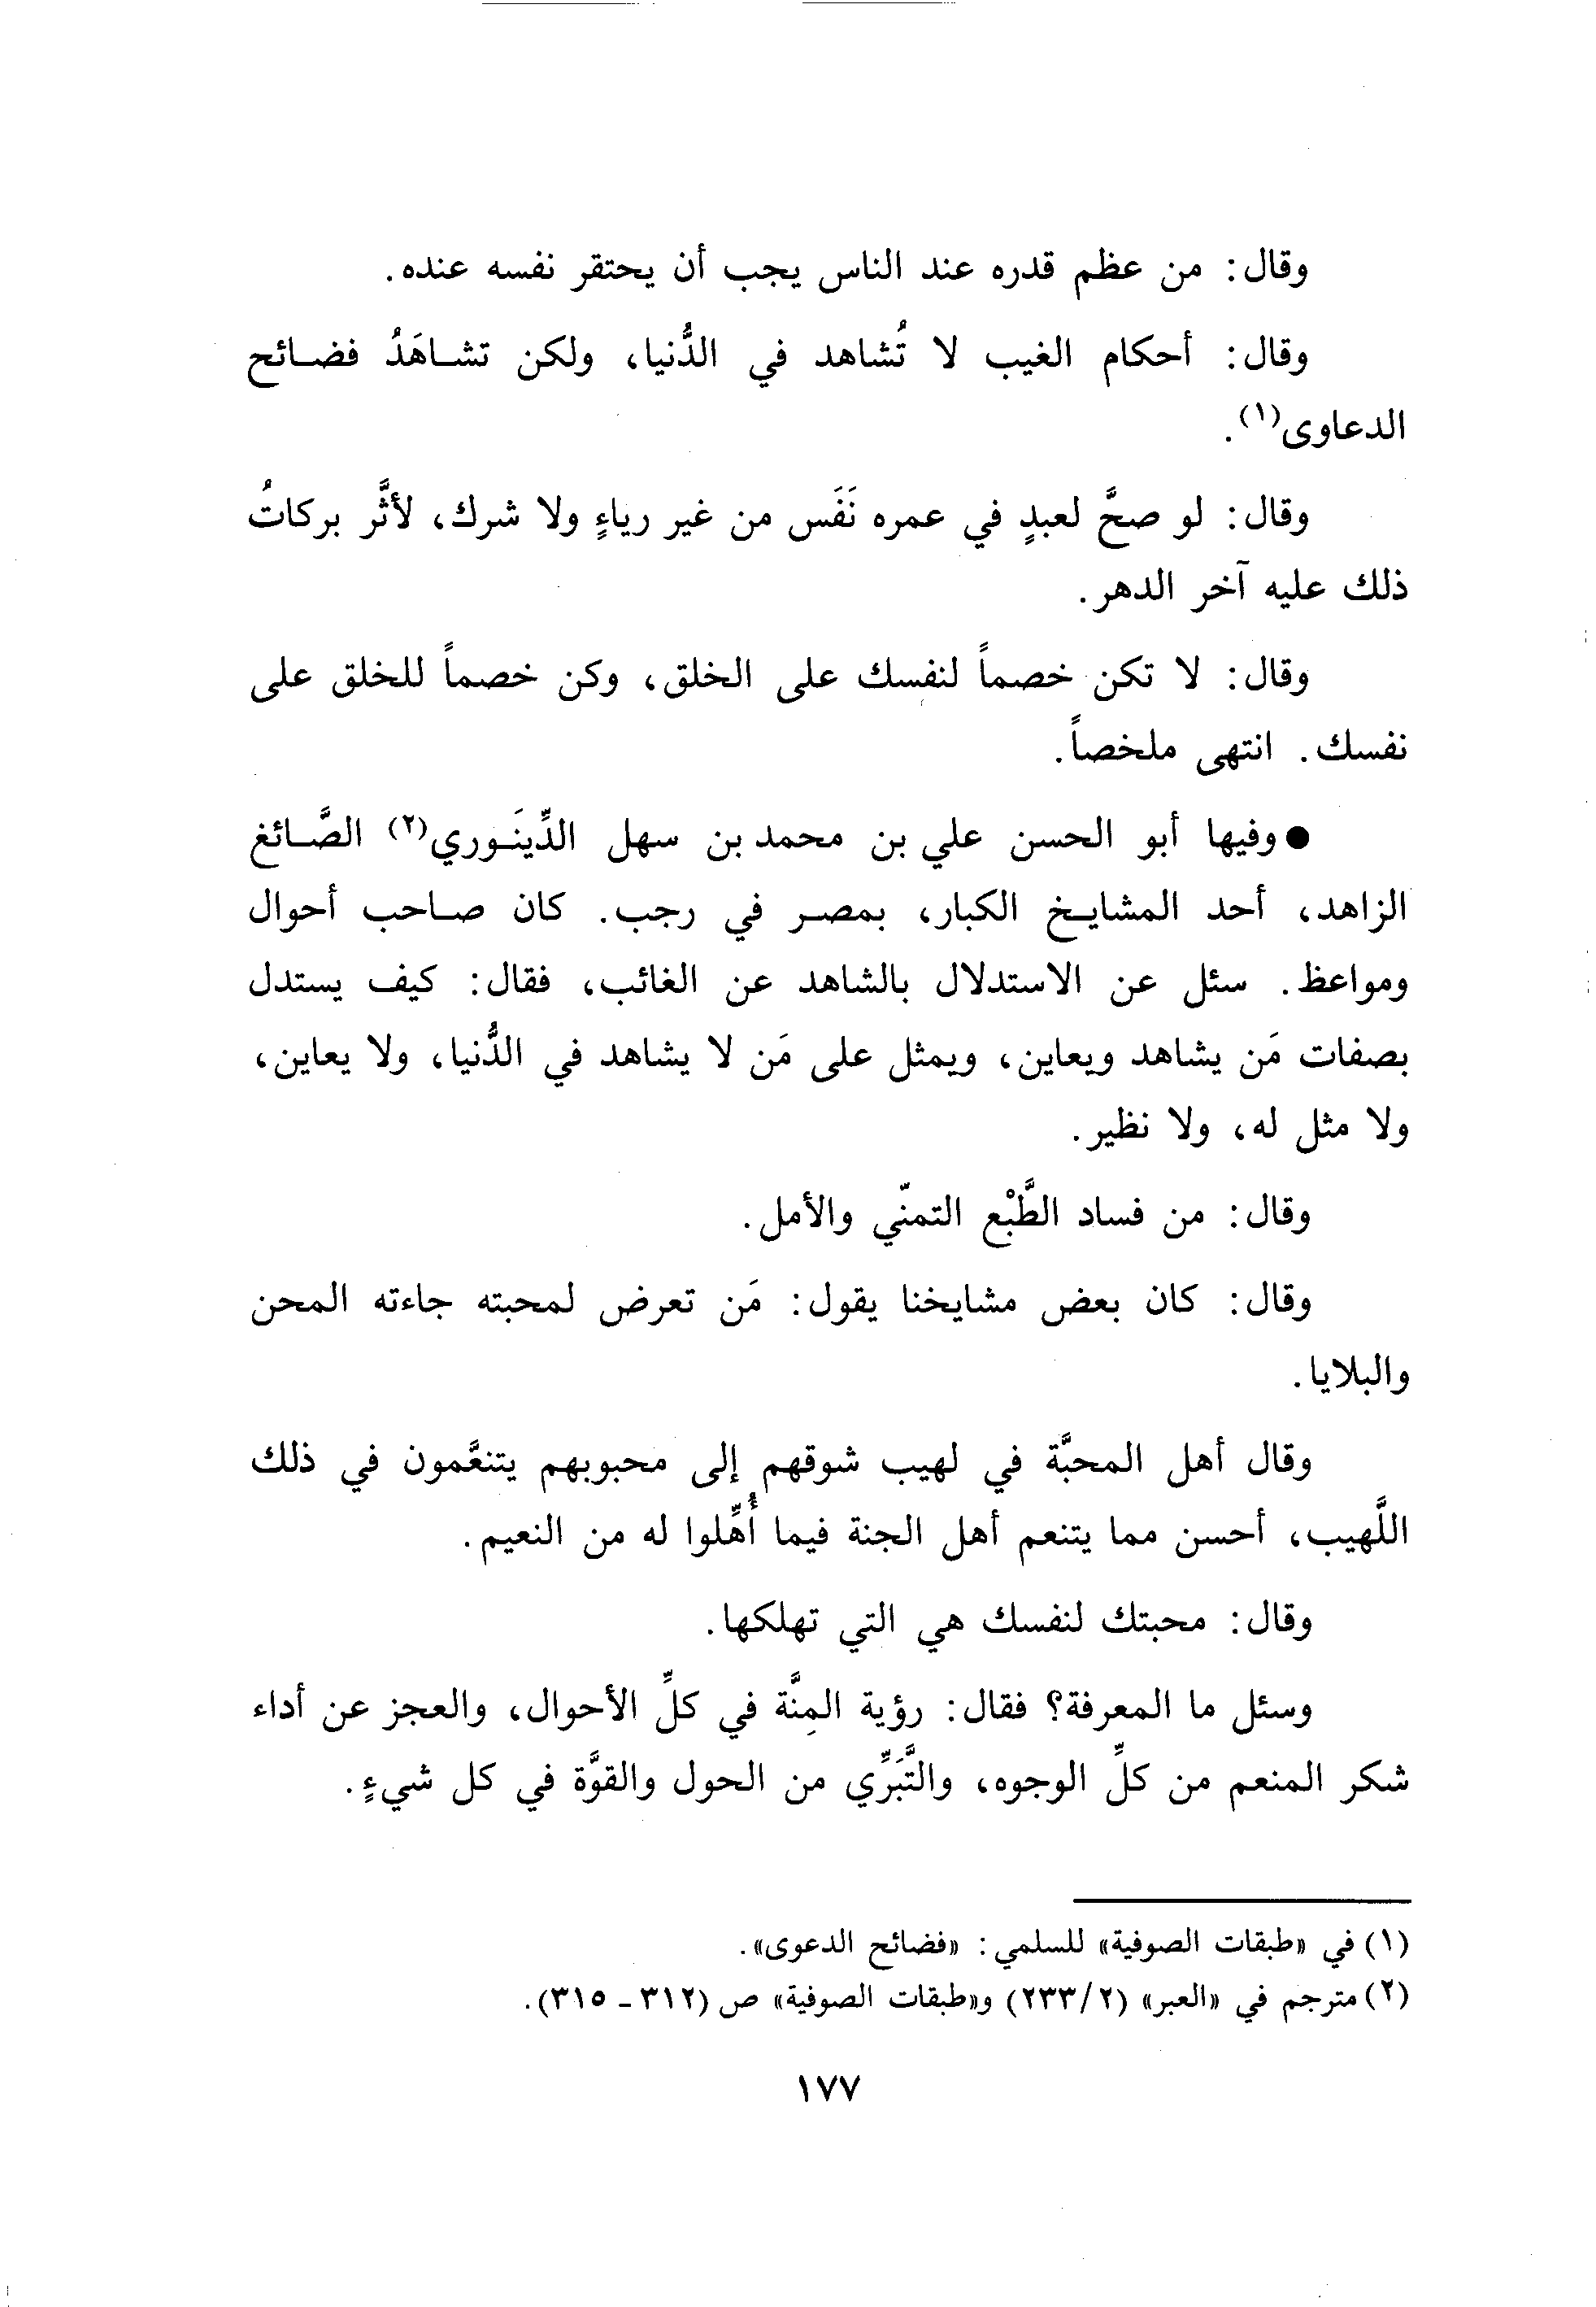 وقال: من عظم قدره عند الناس يجب أن يحتقر نفسه عنده.
وقال: أحكام الغيب لا تُشاهد في الدُّنيا، ولكن تشاهَدُ فضائح
الدعاوى(١).
وقال: لو صحَّ لعبدٍ في عمره نَفَس من غير رياءٍ ولا شرك، لأثَّر بركاتُ
ذلك عليه آخر الدهر.
وقال: لا تكن خصماً لنفسك على الخلق، وكن خصماً للخلق على
نفسك. انتهى ملخصاً.
● وفيها أبو الحسن علي بن محمد بن سهل الدِّينَوري(٢) الصَّائغ
الزاهد، أحد المشايخ الكبار، بمصر في رجب. كان صاحب أحوال
ومواعظ. سئل عن الاستدلال بالشاهد عن الغائب، فقال: كيف يستدل
بصفات مَن يشاهد ويعاين، ويمثل على مَن لا يشاهد في الدُّنيا، ولا يعاين،
ولا مثل له، ولا نظير.
وقال: من فساد الطَّبْع التمنّي والأمل.
وقال: كان بعض مشايخنا يقول: مَن تعرض لمحبته جاءته المحن
والبلايا.
وقال أهل المحبَّة في لهيب شوقهم إلى محبوبهم يتنعَّمون في ذلك
اللَّهيب، أحسن مما يتنعم أهل الجنة فيما أُهِّلوا له من النعيم.
وقال: محبتك لنفسك هي التي تهلكها.
وسئل ما المعرفة؟ فقال: رؤية المِنَّة في كلِّ الأحوال، والعجز عن أداء
شكر المنعم من كلِّ الوجوه، والتَّبَرِّي من الحول والقوَّة في كل شيءٍ.
(١) في «طبقات الصوفية» للسلمي: «فضائح الدعوى».
(٢) مترجم في «العبر» (٢/٢٣٣) و«طبقات الصوفية» ص (٣١٢ - ٣١٥).
١٧٧